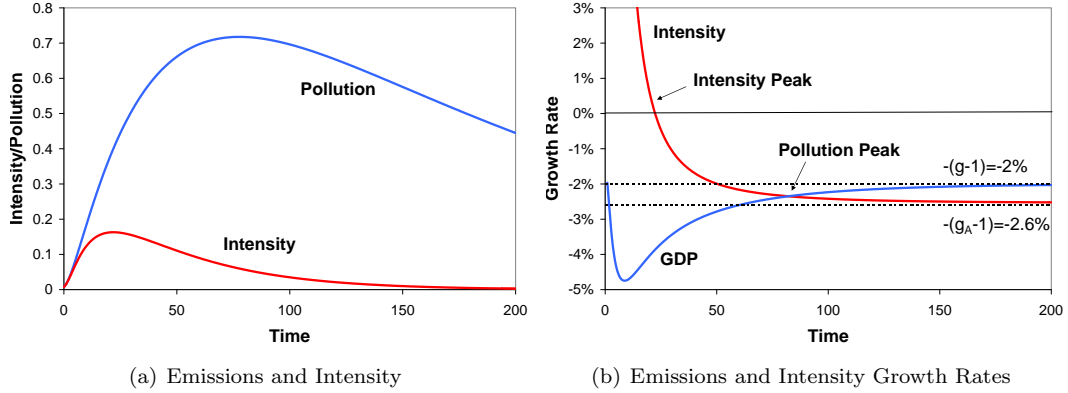 0.8
0.7
0.6
0.5
0.4
0.3
0.2
0.1
0
Intensity/Pollution
Pollution
Intensity
0 50 100 150 200
Time
(a) Emissions and Intensity
3%
2%
1%
0%
-1%
-2%
-3%
-4%
-5%
Growth Rate
Intensity
Intensity Peak
Pollution Peak
-(g-1)=-2%
-(gA-1)=-2.6%
GDP
0 50 100 150 200
Time
(b) Emissions and Intensity Growth Rates